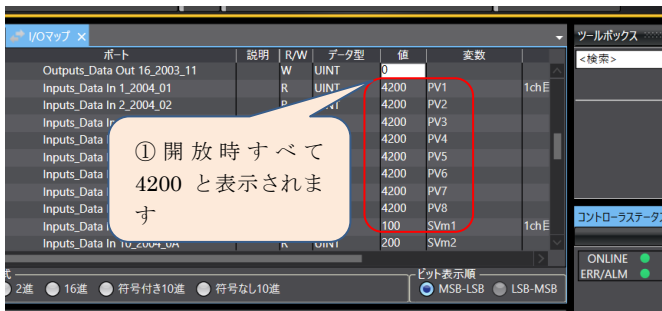 I/Oマップ ×
ツールボックス
ポート 説明 R/W データ型 値 変数
<検索>
Outputs_Data Out 16_2003_11 W UINT 0
Inputs_Data In 1_2004_01 R UINT 4200 PV1 1ch
Inputs_Data In 2_2004_02 R UINT 4200 PV2
Inputs_Data 4200 PV3
Inputs_Data 4200 PV4
Inputs_Data 4200 PV5
Inputs_Data 4200 PV6
Inputs_Data 4200 PV7
Inputs_Data 4200 PV8
Inputs_Data 100 SVm1 1ch
Inputs_Data In 10_2004_0A R UINT 200 SVm2
①開放時すべて
4200 と表示されま
す
コントローラステータス
式
2進 16進 符号付き10進 符号なし10進
ビット表示順
MSB-LSB LSB-MSB
ONLINE
ERR/ALM